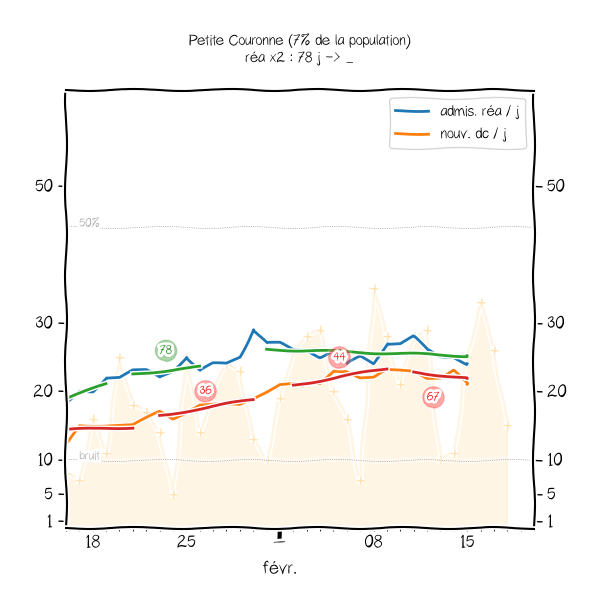 Petite Couronne (7% de la population)
réa x2 : 78 j -> _
admis. réa / j
nouv. dc / j
50 50
50%
30 30
78
44
36
20 20
67
bruit
10 10
5 5
1 1
18 25 1 08 15
févr.